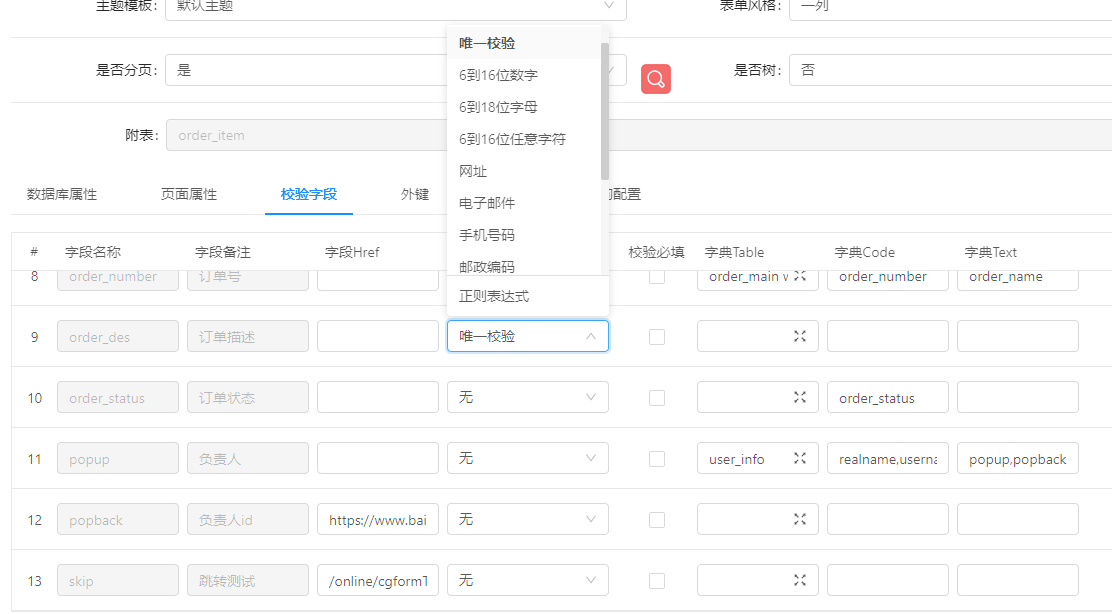 主题模板: 默认主题 表单风格: 一列
是否分页: 是 是否树: 否
附表: order_item
数据库属性 页面属性 校验字段 外键 配置
唯一校验
6到16位数字
6到18位字母
6到16位任意字符
网址
电子邮件
手机号码
邮政编码
正则表达式
# 字段名称 字段备注 字段Href 校验必填 字典Table 字典Code 字典Text
8 order_number 订单号 order_main order_number order_name
9 order_des 订单描述 唯一校验
10 order_status 订单状态 无 order_status
11 popup 负责人 无 user_info realname,userna popup,popback
12 popback 负责人id https://www.bai 无
13 skip 跳转测试 /online/cgform 无